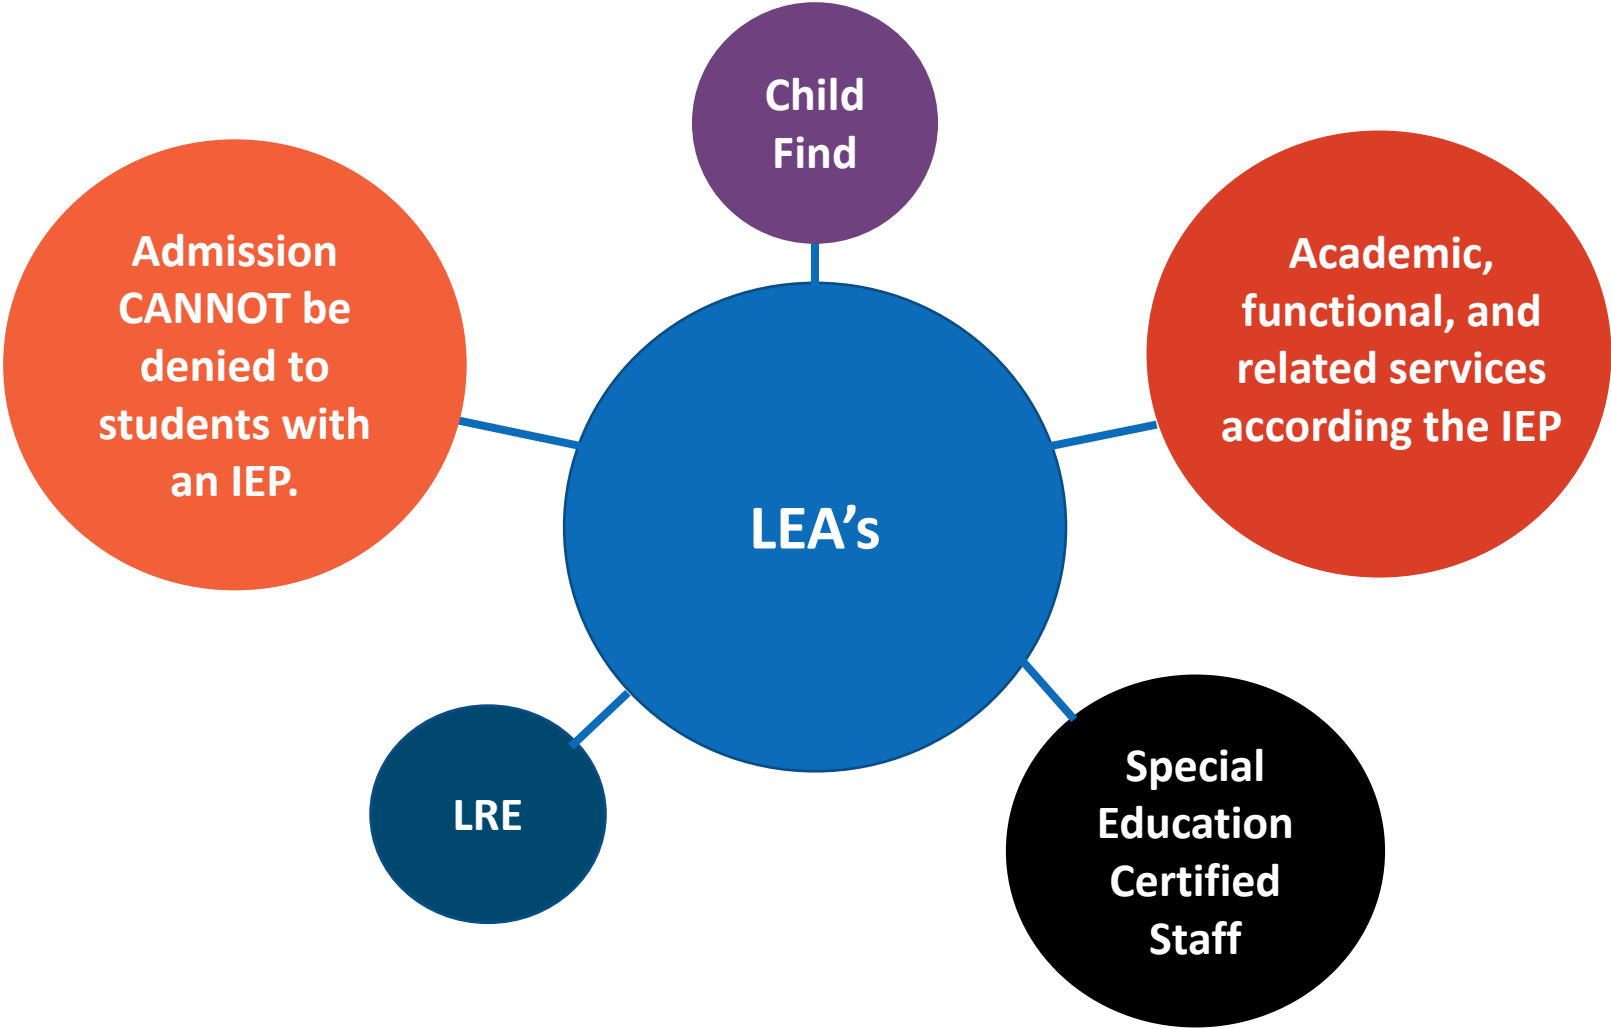 Child
Find
Admission
CANNOT be
denied to
students with
an IEP.
Academic,
functional, and
related services
according the IEP
LEA’s
LRE
Special
Education
Certified
Staff